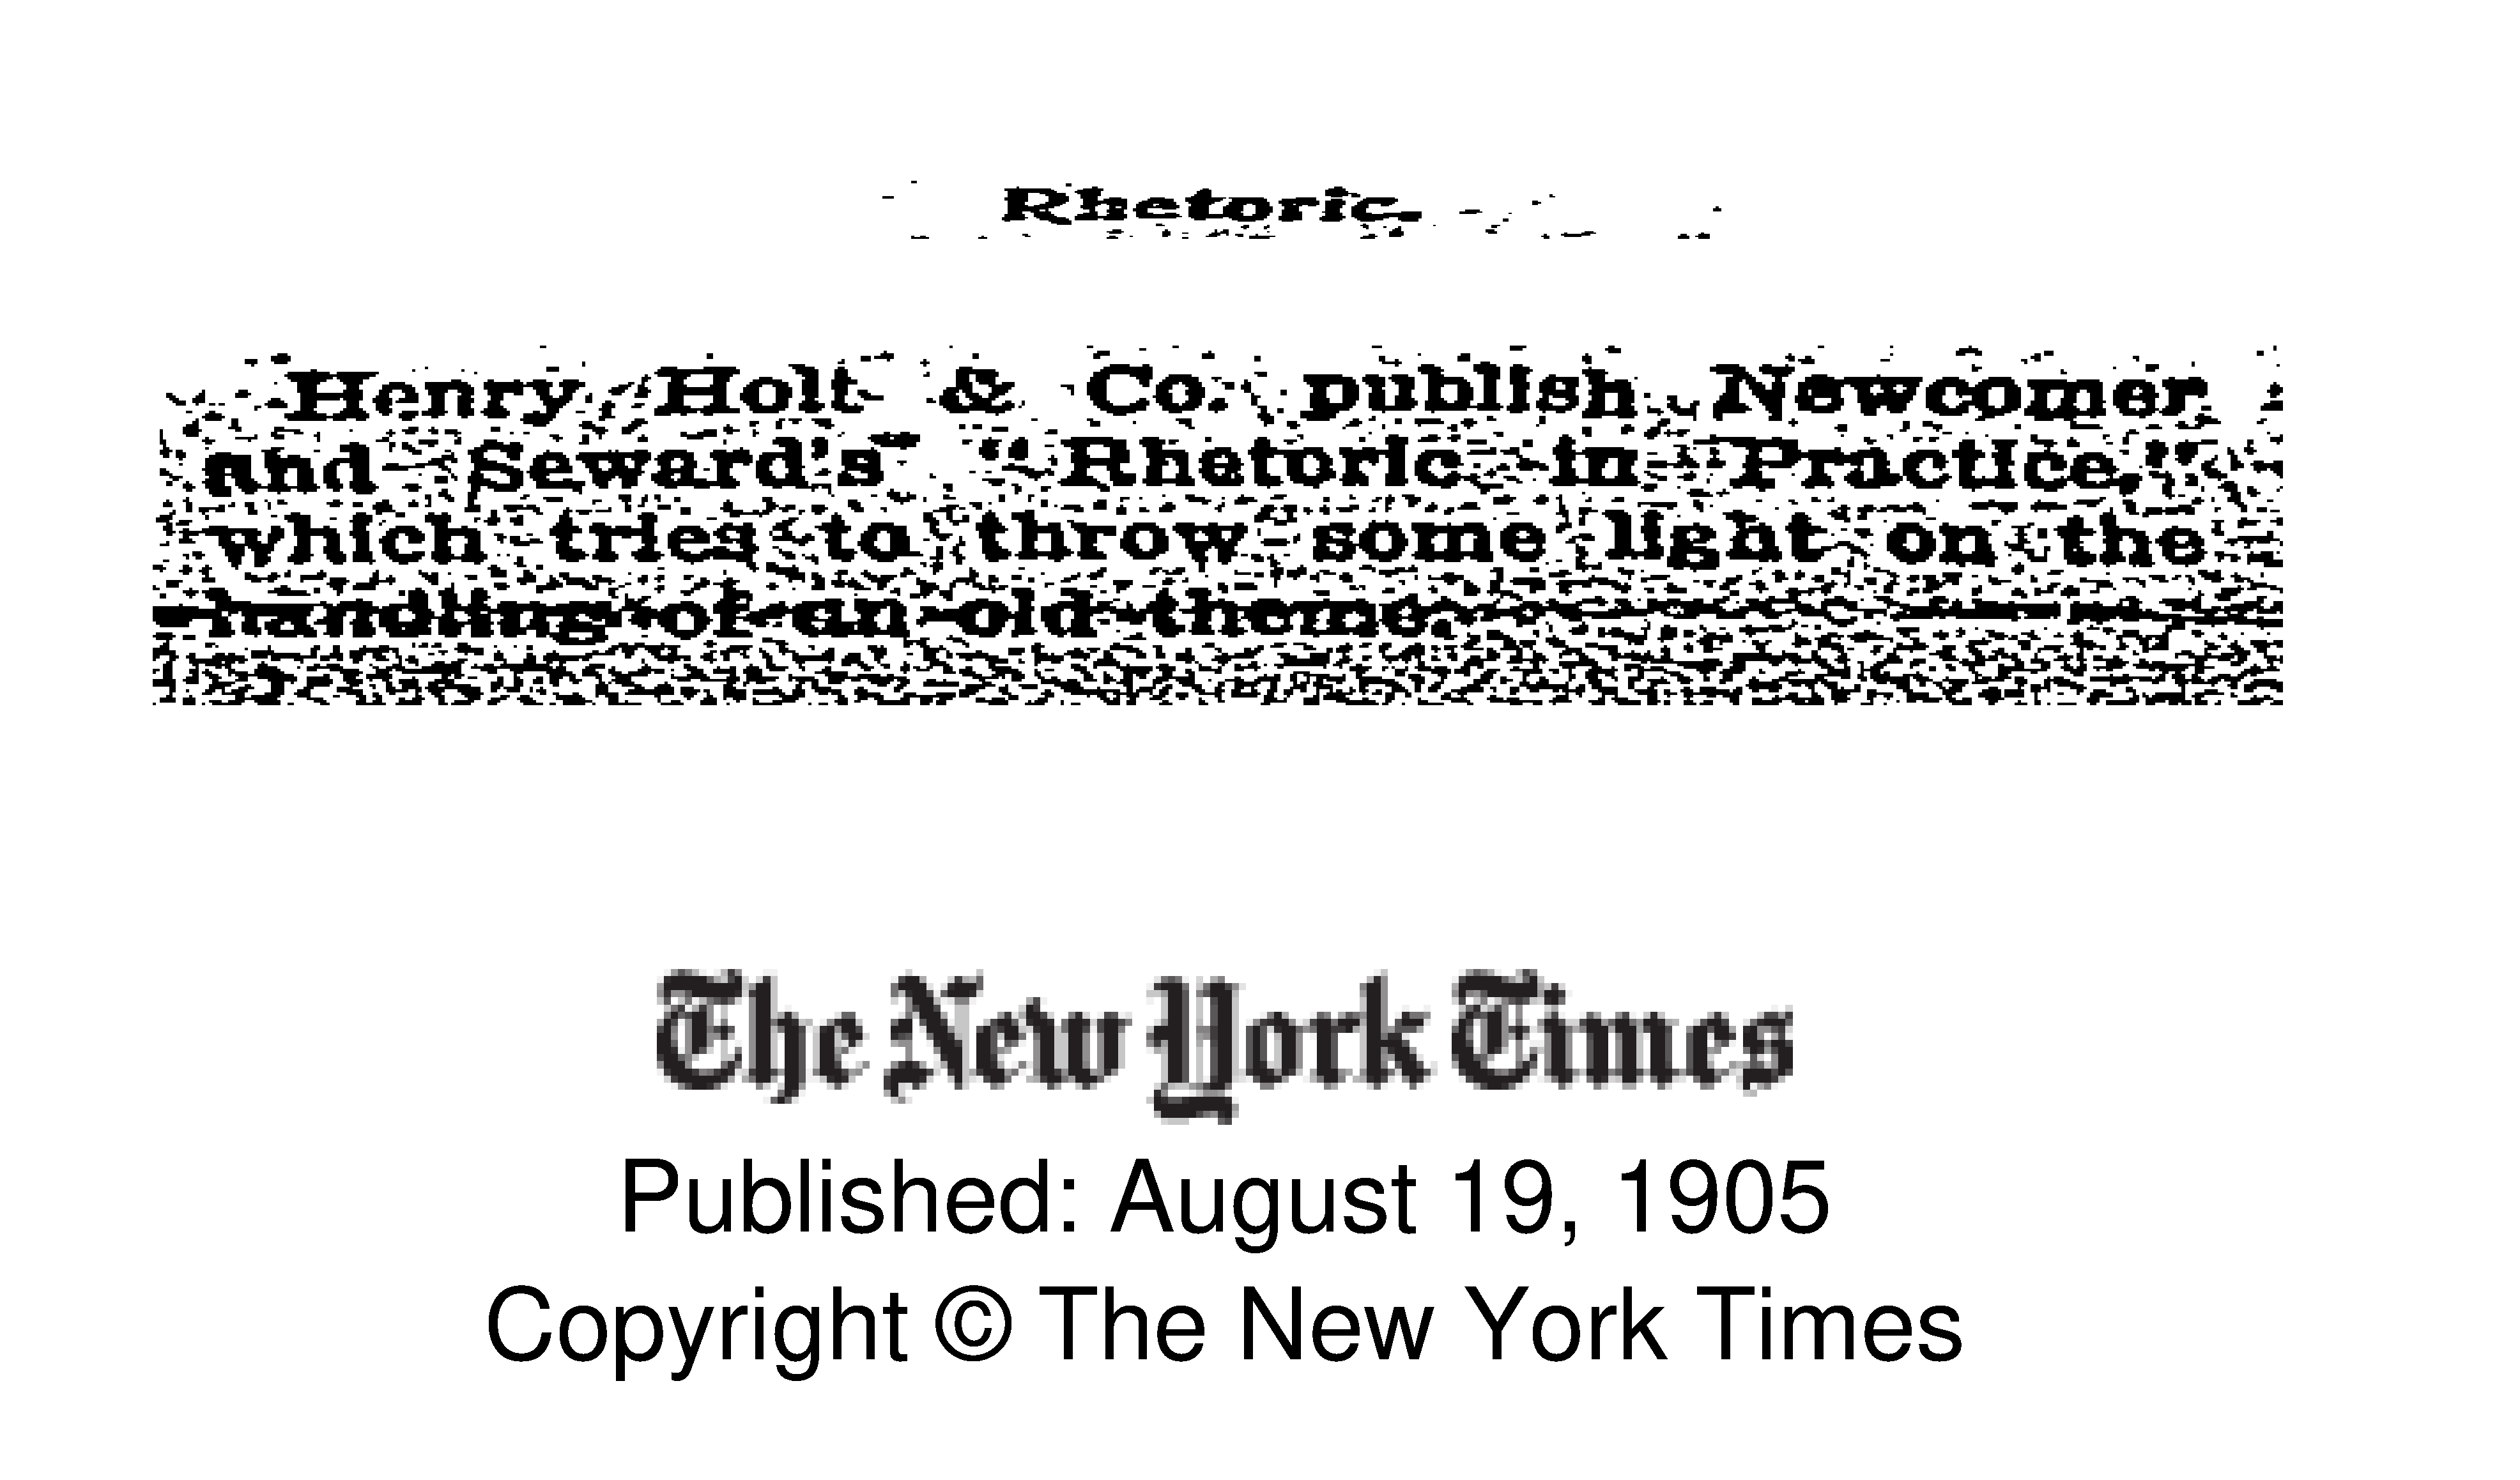 Rhetoric.
Henry Holt & Co. publish Newcomer
and Seward's "Rhetoric in Practice,"
which tries to throw some light on the
handling of an old theme.
The New York Times
Published: August 19, 1905
Copyright © The New York Times